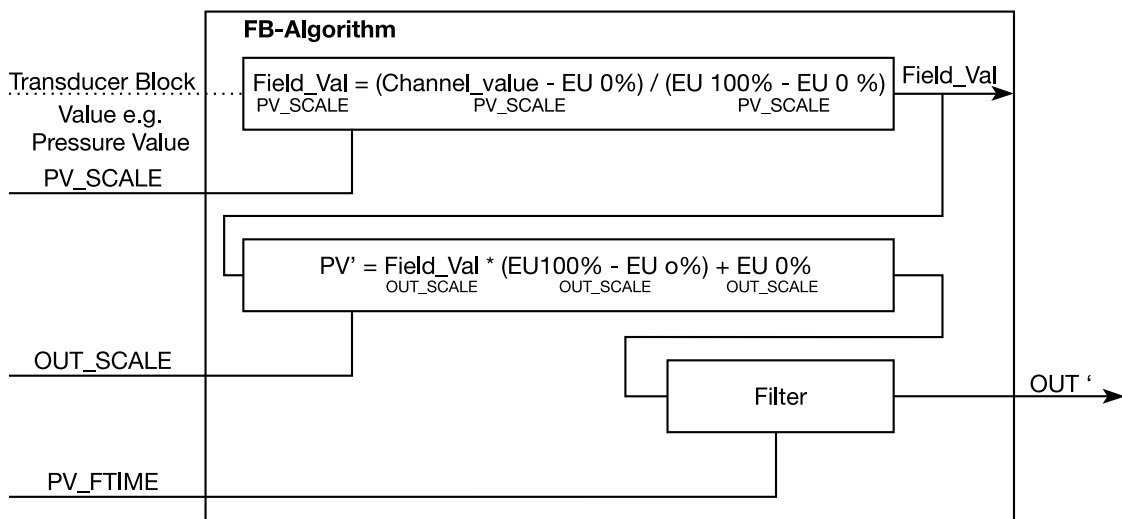 FB-Algorithm
Transducer Block
Field_Val = (Channel_value - EU 0%) / (EU 100% - EU 0 %)
PV_SCALE PV_SCALE PV_SCALE
Field_Val
Value e.g.
Pressure Value
PV_SCALE
PV’ = Field_Val * (EU100% - EU o%) + EU 0%
OUT_SCALE OUT_SCALE OUT_SCALE
OUT_SCALE
Filter
OUT ‘
PV_FTIME